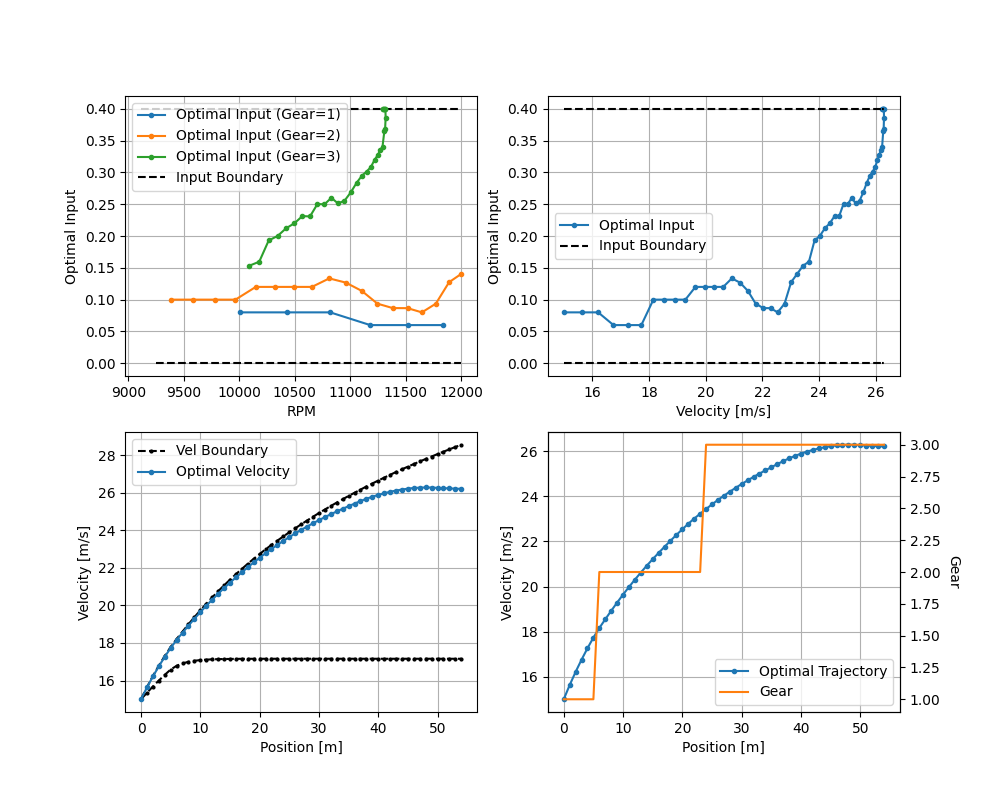 0.40
0.35
0.30
0.25
0.20
0.15
0.10
0.05
0.00
Optimal Input
Optimal Input (Gear=1)
Optimal Input (Gear=2)
Optimal Input (Gear=3)
Input Boundary
9000 9500 10000 10500 11000 11500 12000
RPM
0.40
0.35
0.30
0.25
0.20
0.15
0.10
0.05
0.00
Optimal Input
Optimal Input
Input Boundary
16 18 20 22 24 26
Velocity [m/s]
28
26
24
22
20
18
16
Velocity [m/s]
Vel Boundary
Optimal Velocity
0 10 20 30 40 50
Position [m]
26
24
22
20
18
16
Velocity [m/s]
Optimal Trajectory
Gear
3.00
2.75
2.50
2.25
2.00
1.75
1.50
1.25
1.00
Gear
0 10 20 30 40 50
Position [m]